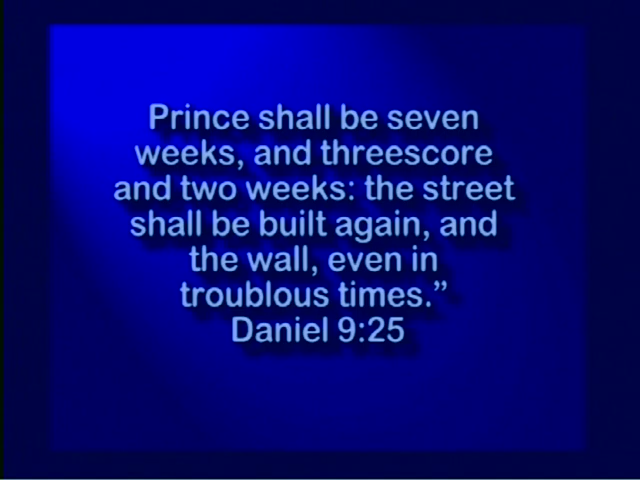 Prince shall be seven
weeks, and threescore
and two weeks: the street
shall be built again, and
the wall, even in
troublous times.”
Daniel 9:25